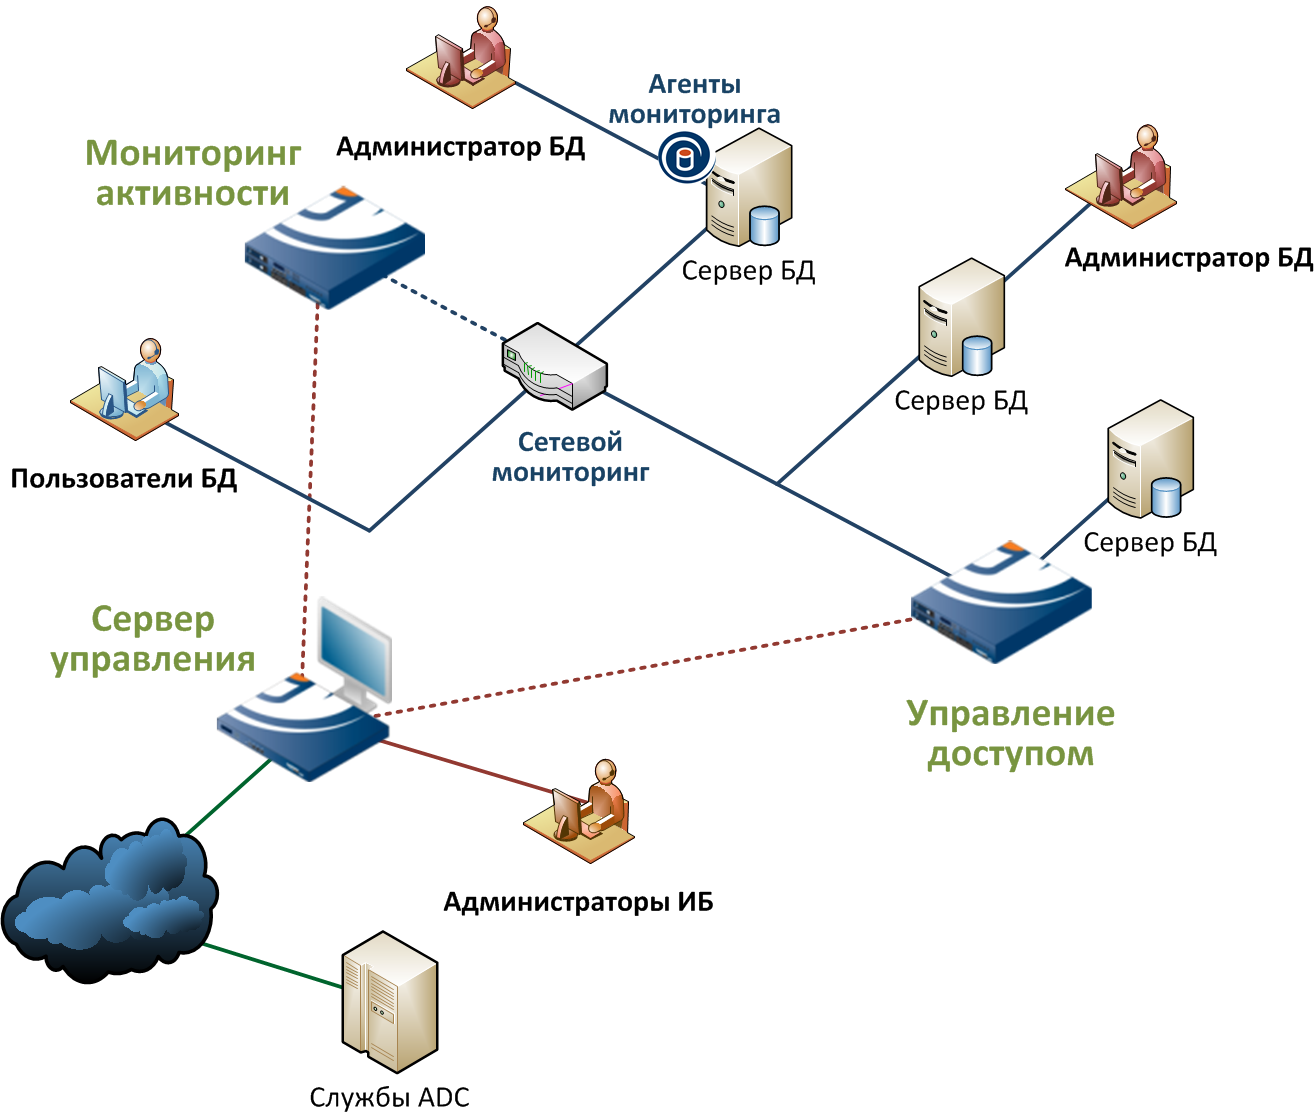 Агенты
мониторинга
Администратор БД
Мониторинг
активности
Сервер БД
Администратор БД
Сервер БД
Сетевой
мониторинг
Пользователи БД
Сервер БД
Сервер
управления
Управление
доступом
Администраторы ИБ
Службы ADC